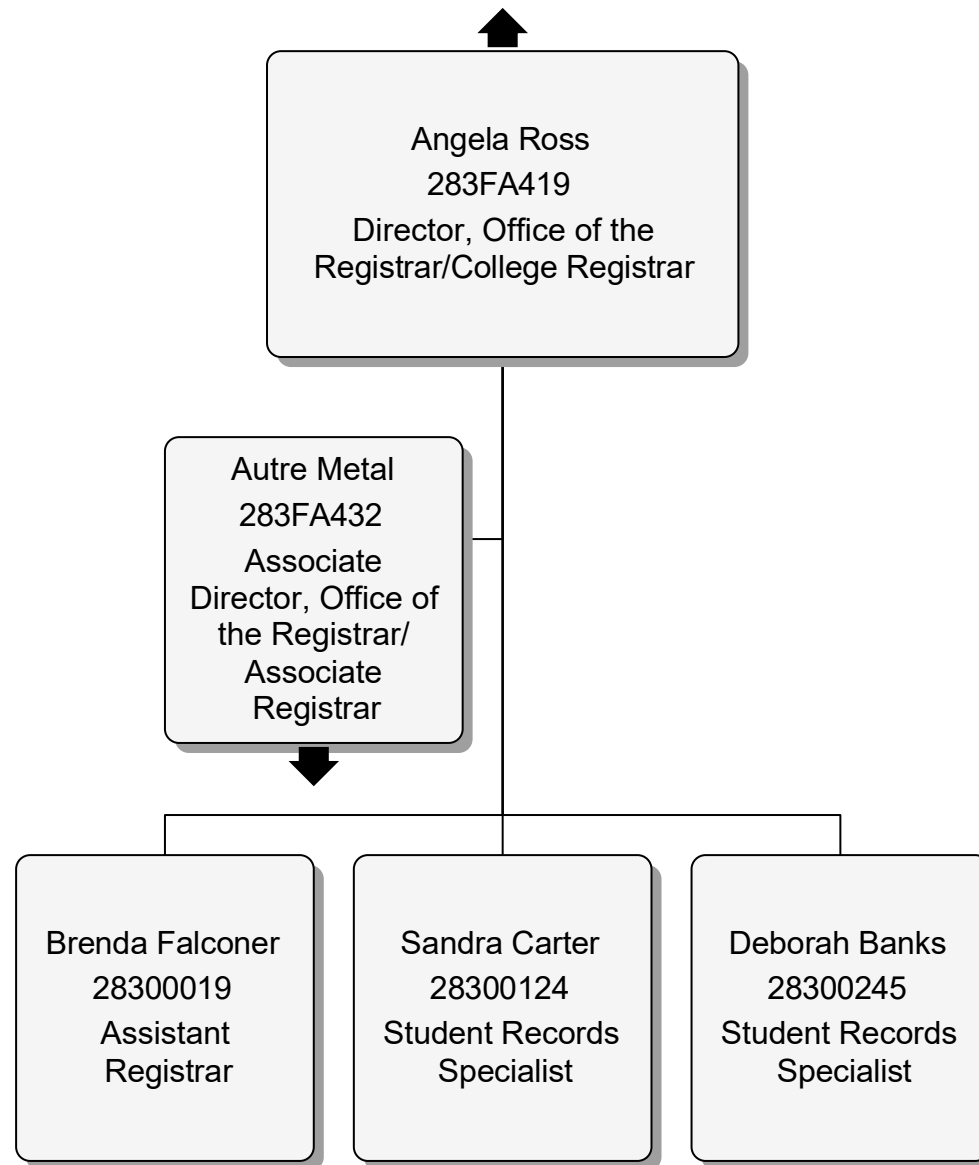 Angela Ross
283FA419
Director, Office of the
Registrar/College Registrar
Autre Metal
283FA432
Associate
Director, Office of
the Registrar/
Associate
Registrar
Brenda Falconer
28300019
Assistant
Registrar
Sandra Carter
28300124
Student Records
Specialist
Deborah Banks
28300245
Student Records
Specialist